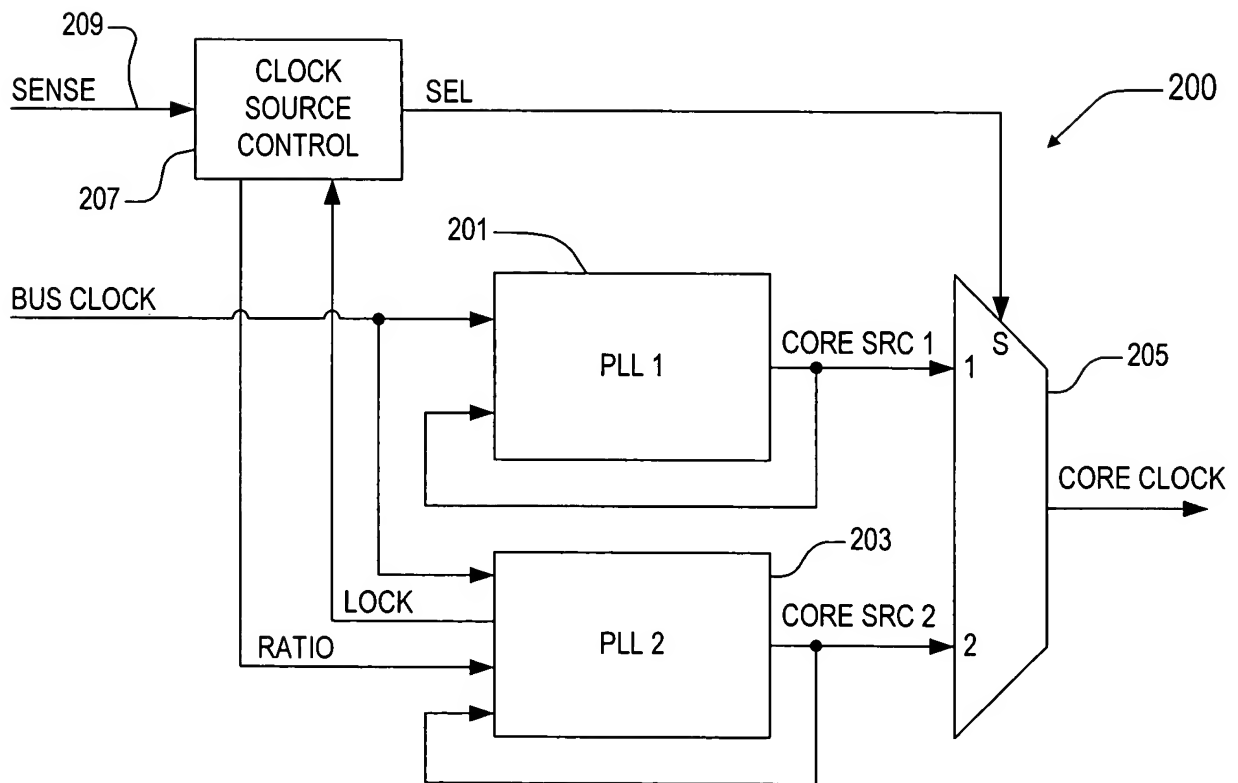 209
SENSE
CLOCK
SOURCE
CONTROL
SEL
200
207
201
BUS CLOCK
PLL 1
CORE SRC 1
S
1
205
CORE CLOCK
203
LOCK
RATIO
PLL 2
CORE SRC 2
2